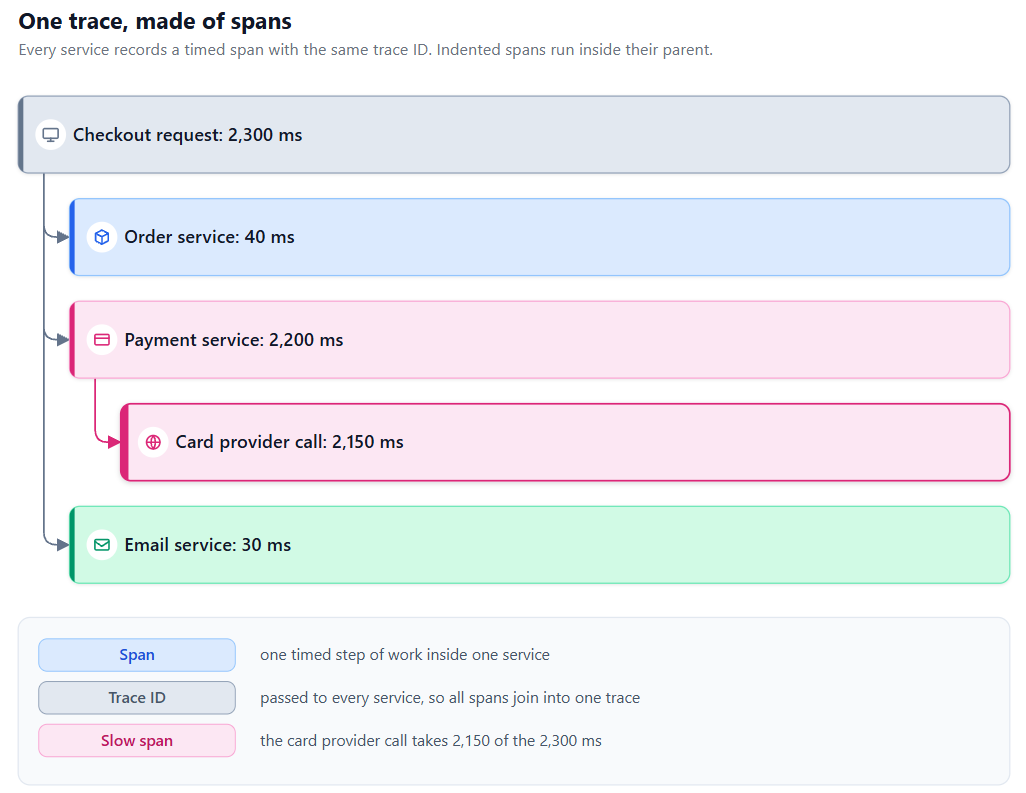 One trace, made of spans
Every service records a timed span with the same trace ID. Indented spans run inside their parent.
Checkout request: 2,300 ms
Order service: 40 ms
Payment service: 2,200 ms
Card provider call: 2,150 ms
Email service: 30 ms
Span
one timed step of work inside one service
Trace ID
passed to every service, so all spans join into one trace
Slow span
the card provider call takes 2,150 of the 2,300 ms